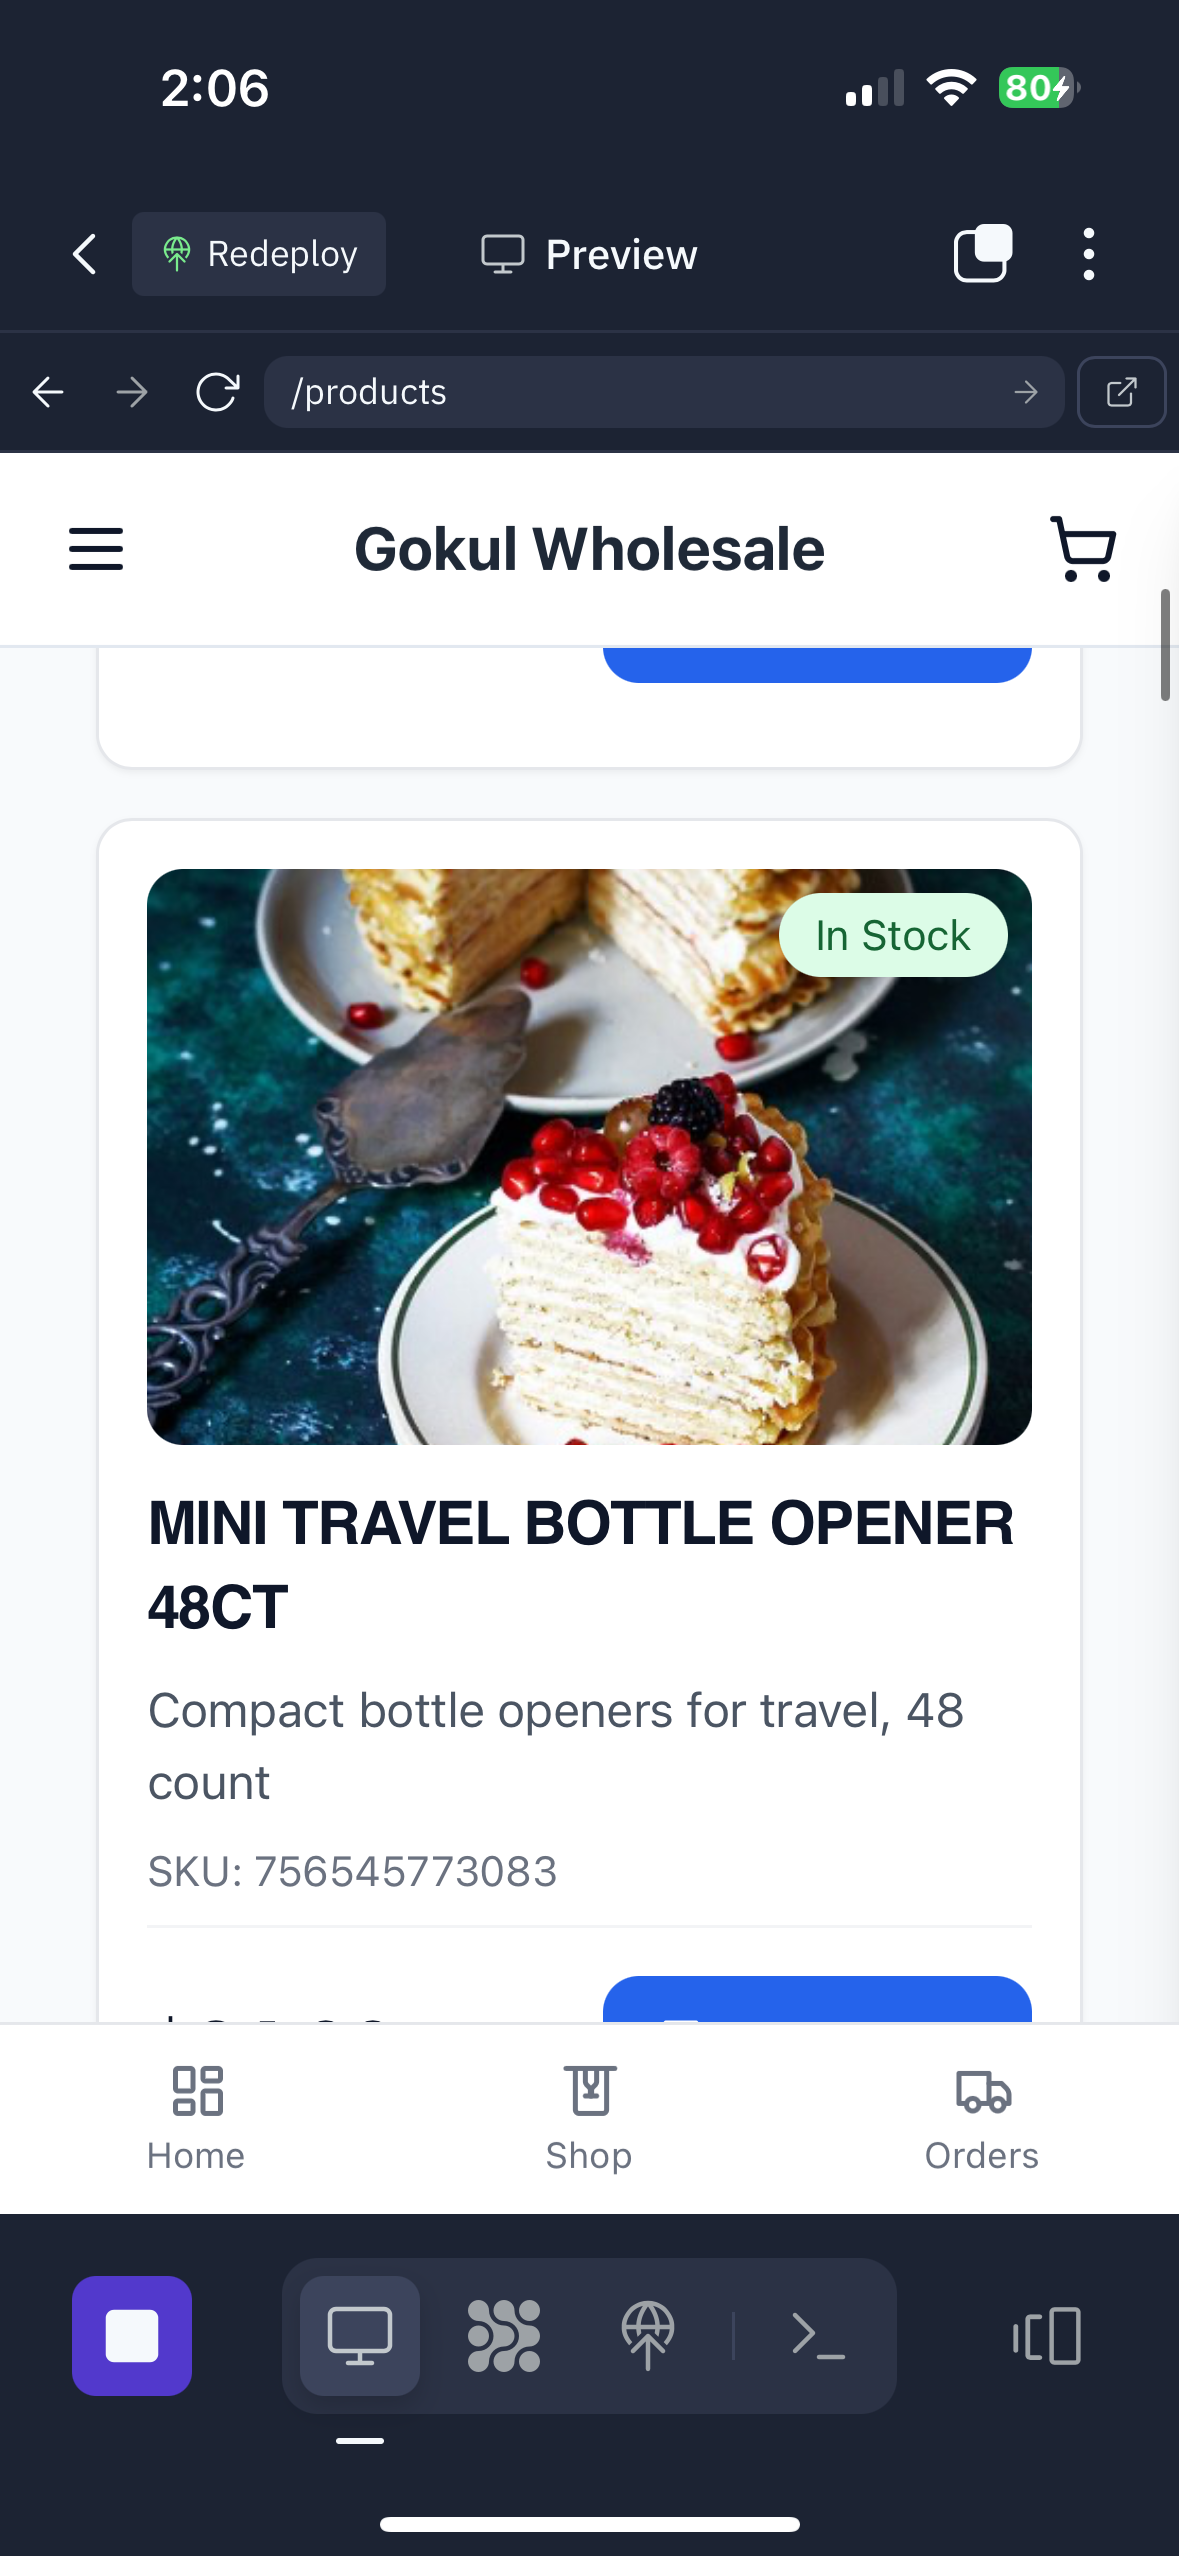 2:06
80
Redeploy
Preview
/products
Gokul Wholesale
In Stock
MINI TRAVEL BOTTLE OPENER
48CT
Compact bottle openers for travel, 48
count
SKU: 756545773083
Home
Shop
Orders